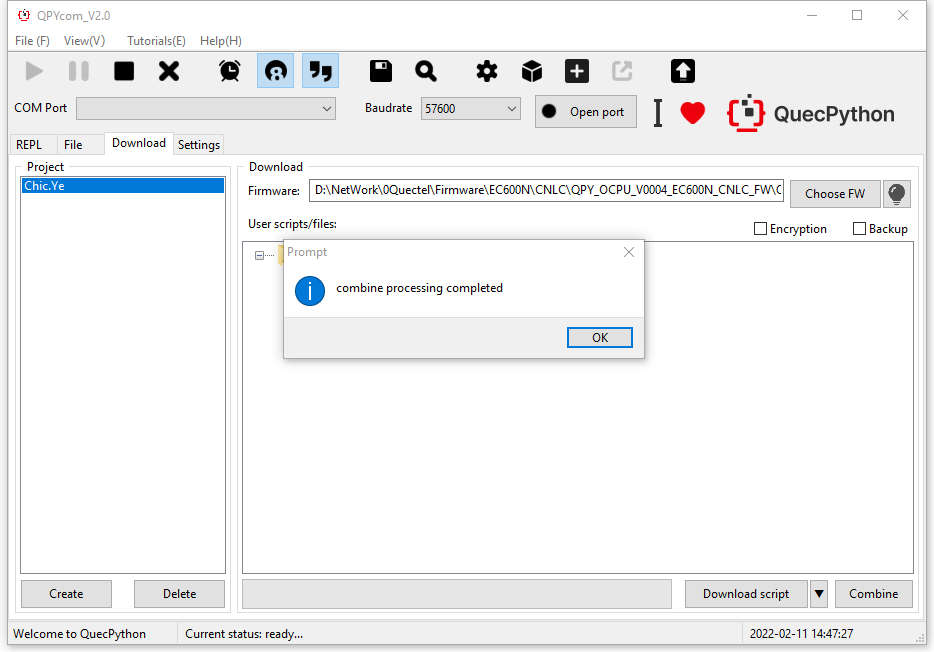 QPYcom_V2.0
File (F) View(V) Tutorials(E) Help(H)
COM Port Baudrate 57600 Open port QuecPython
REPL File Download Settings
Project Download
Chic.Ye Firmware: D:\NetWork\0Quectel\Firmware\EC600N\CNLC\QPY_OCPU_V0004_EC600N_CNLC_FW\ Choose FW
User scripts/files: Encryption Backup
Prompt
combine processing completed
OK
Create Delete Download script Combine
Welcome to QuecPython Current status: ready... 2022-02-11 14:47:27